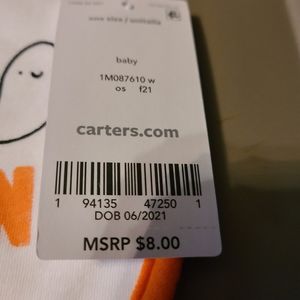 one size / unitalla
baby
1M087610 w
os f21
carters.com
1 94135 47250 1
DOB 06/2021
MSRP $8.00
N